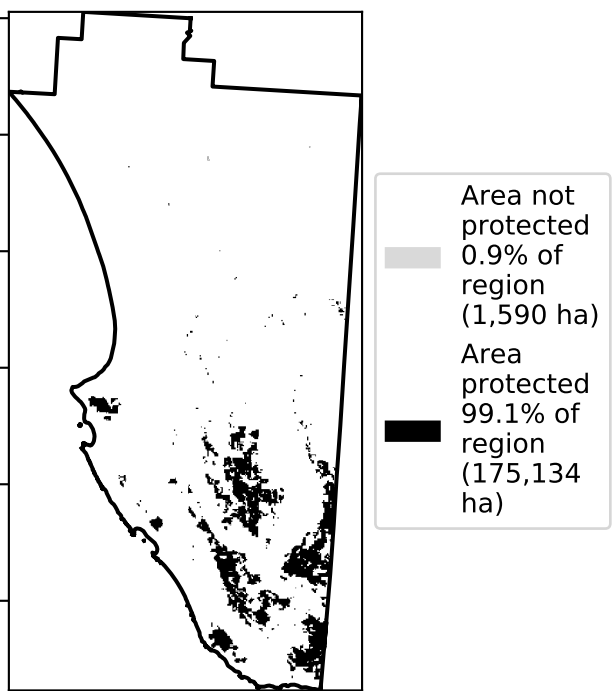 Area not
protected
0.9% of
region
(1,590 ha)
Area
protected
99.1% of
region
(175,134
ha)